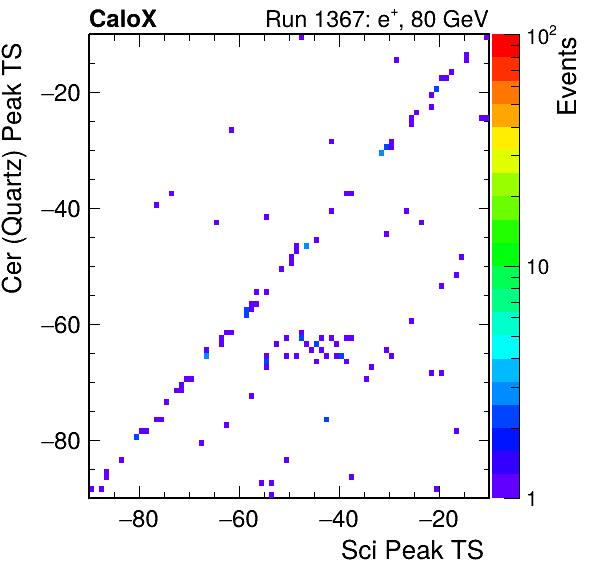 CaloX Run 1367: e⁺, 80 GeV
Cer (Quartz) Peak TS
−20
−40
−60
−80
−80 −60 −40 −20
Sci Peak TS
10²
10
1
Events